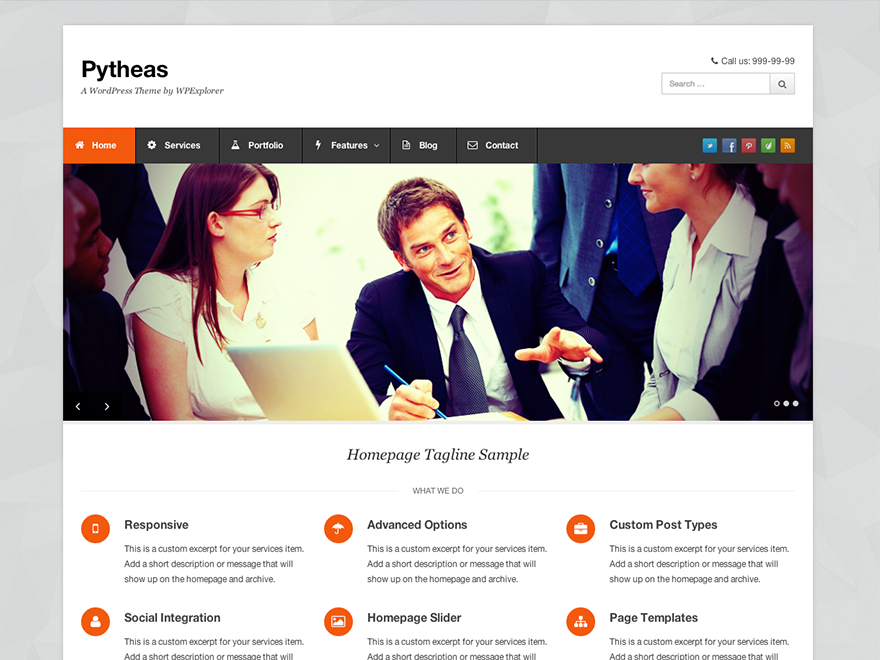 Pytheas
A WordPress Theme by WPExplorer
Call us: 999-99-99
Search ...
Home Services Portfolio Features Blog Contact
Homepage Tagline Sample
WHAT WE DO
Responsive
This is a custom excerpt for your services item.
Add a short description or message that will
show up on the homepage and archive.
Advanced Options
This is a custom excerpt for your services item.
Add a short description or message that will
show up on the homepage and archive.
Custom Post Types
This is a custom excerpt for your services item.
Add a short description or message that will
show up on the homepage and archive.
Social Integration
This is a custom excerpt for your services item.
Add a short description or message that will
Homepage Slider
This is a custom excerpt for your services item.
Add a short description or message that will
Page Templates
This is a custom excerpt for your services item.
Add a short description or message that will